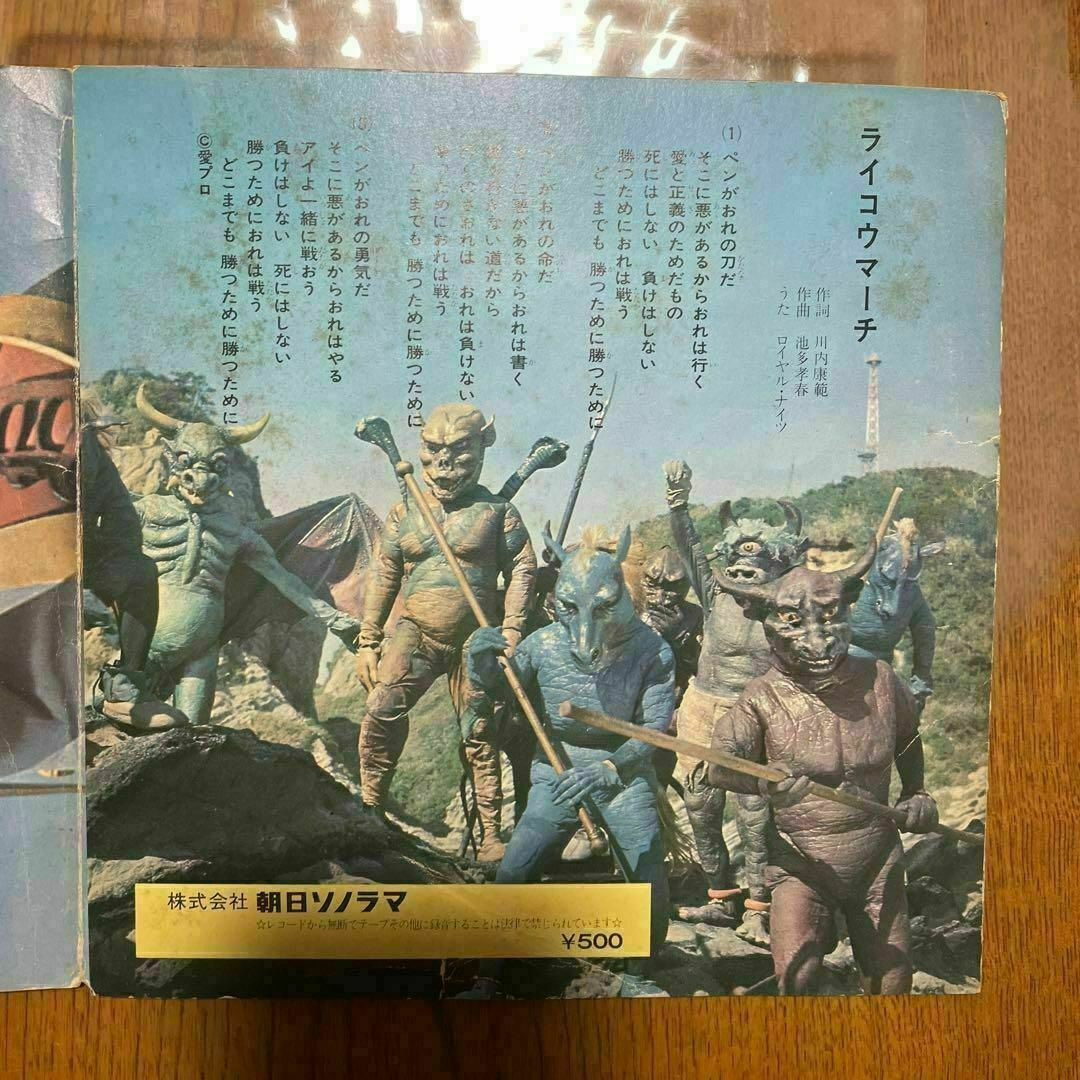 ライコウマーチ
作詞 川内康範
作曲 池多孝春
うた ロイヤル・ナイツ
(1) ペンがおれの刀だ
そこに悪があるからおれは行く
愛と正義のためだもの
死にはしない 負けはしない
勝つためにおれは戦う
どこまでも 勝つために勝つために
がおれの命だ
に悪があるからおれは書く
ない道だから
おれは おれは負けない
ためにおれは戦う
までも 勝つために勝つために
ペンがおれの勇気だ
そこに悪があるからおれはやる
アイよ一緒に戦おう
負けはしない 死にはしない
勝つためにおれは戦う
どこまでも 勝つために勝つために
©愛プロ
株式会社 朝日ソノラマ
☆レコードから無断でテープその他に録音することは法律で禁じられています☆
¥500